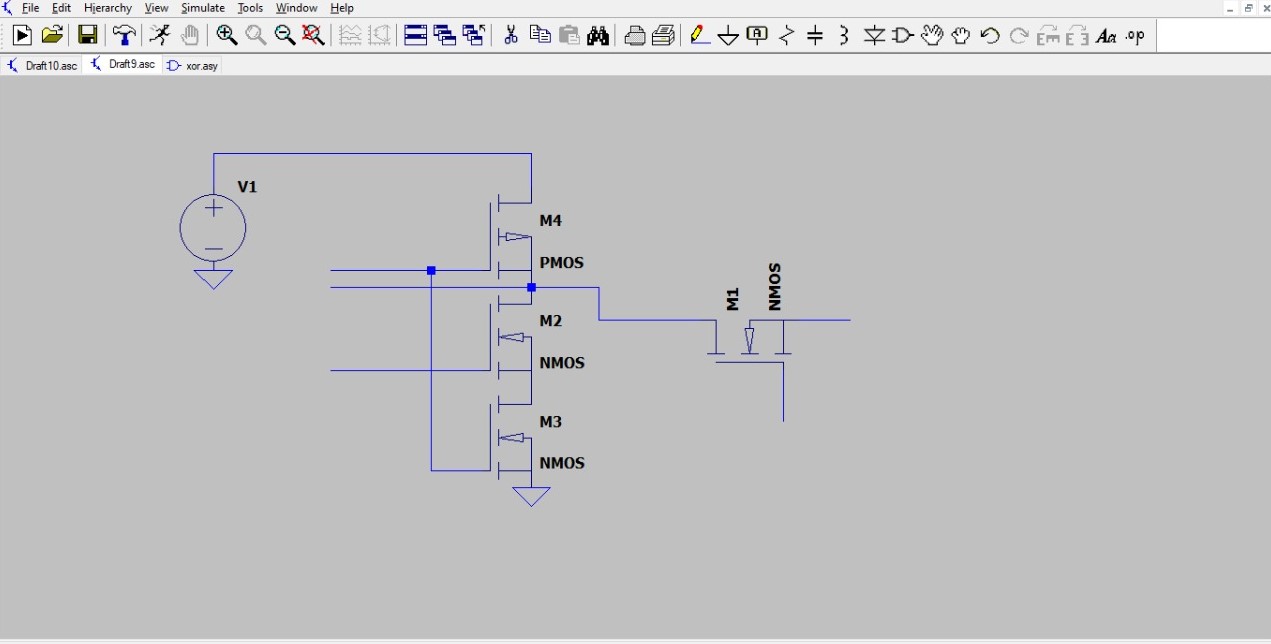 File Edit Hierarchy View Simulate Tools Window Help
Aa .op
Draft10.asc Draft9.asc xor.asy
V1
M4
PMOS
M1 NMOS
M2
NMOS
M3
NMOS